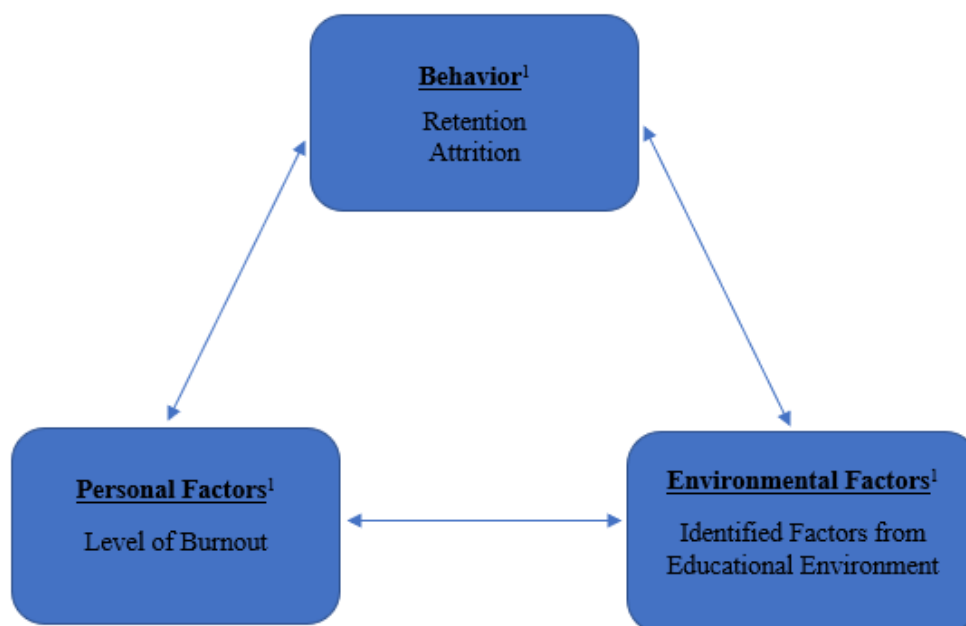 Behavior¹
Retention
Attrition
Personal Factors¹
Level of Burnout
Environmental Factors¹
Identified Factors from
Educational Environment